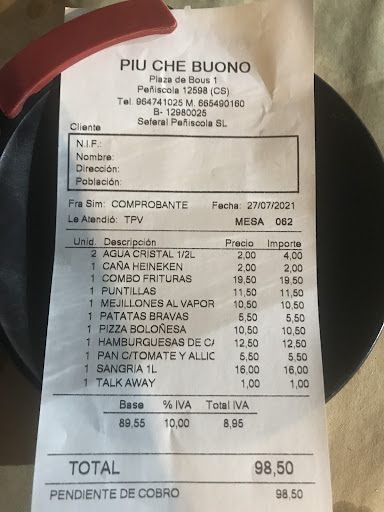 PIU CHE BUONO
Plaza de Bous 1
Peñiscola 12598 (CS)
Tel. 964741025 M. 665490160
B- 12980025
Seferal Peñiscola SL
Cliente
N.I.F.:
Nombre:
Dirección:
Población:
Fra Sim: COMPROBANTE Fecha: 27/07/2021
Le Atendió: TPV MESA 062
Unid. Descripción Precio Importe
2 AGUA CRISTAL 1/2L 2,00 4,00
1 CAÑA HEINEKEN 2,00 2,00
1 COMBO FRITURAS 19,50 19,50
1 PUNTILLAS 11,50 11,50
1 MEJILLONES AL VAPOR 10,50 10,50
1 PATATAS BRAVAS 5,50 5,50
1 PIZZA BOLOÑESA 10,50 10,50
1 HAMBURGUESAS DE CA 12,50 12,50
1 PAN C/TOMATE Y ALLIC 5,50 5,50
1 SANGRIA 1L 16,00 16,00
1 TALK AWAY 1,00 1,00
Base % IVA Total IVA
89,55 10,00 8,95
TOTAL 98,50
PENDIENTE DE COBRO 98,50